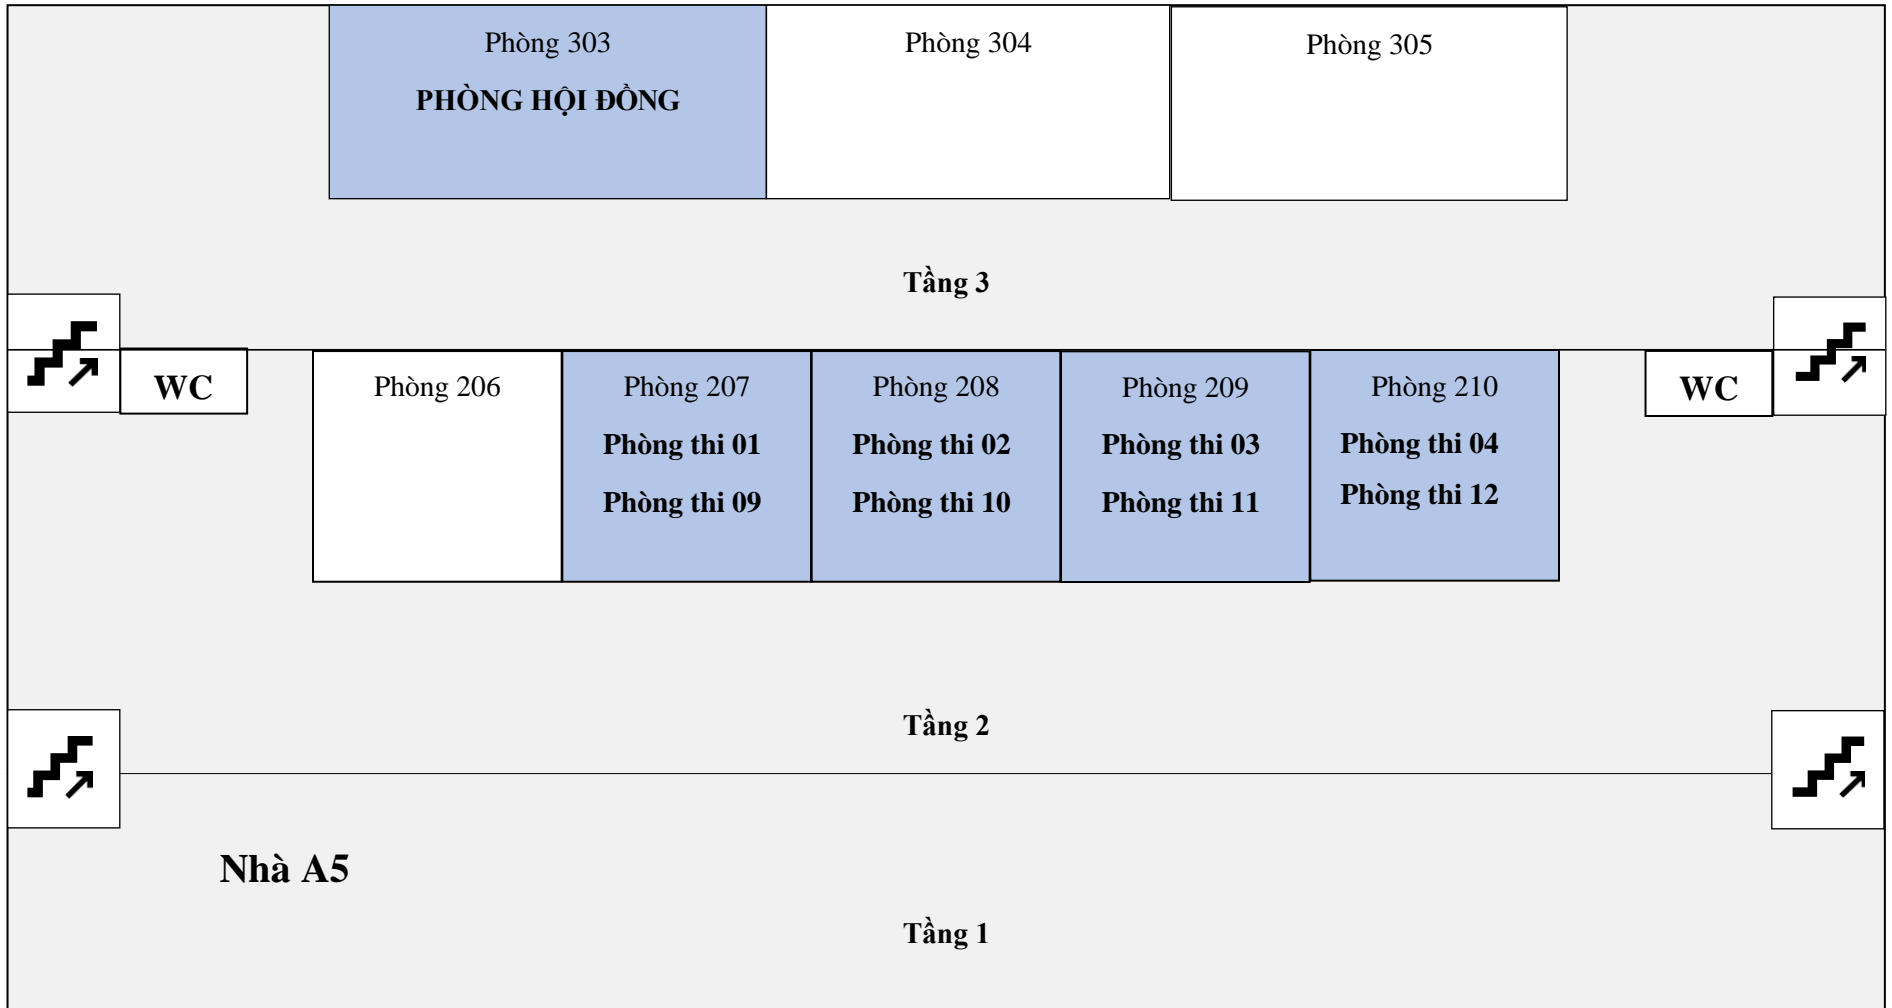 Phòng 303
PHÒNG HỘI ĐỒNG
Phòng 304
Phòng 305
Tầng 3
WC
Phòng 206
Phòng 207
Phòng thi 01
Phòng thi 09
Phòng 208
Phòng thi 02
Phòng thi 10
Phòng 209
Phòng thi 03
Phòng thi 11
Phòng 210
Phòng thi 04
Phòng thi 12
WC
Tầng 2
Nhà A5
Tầng 1